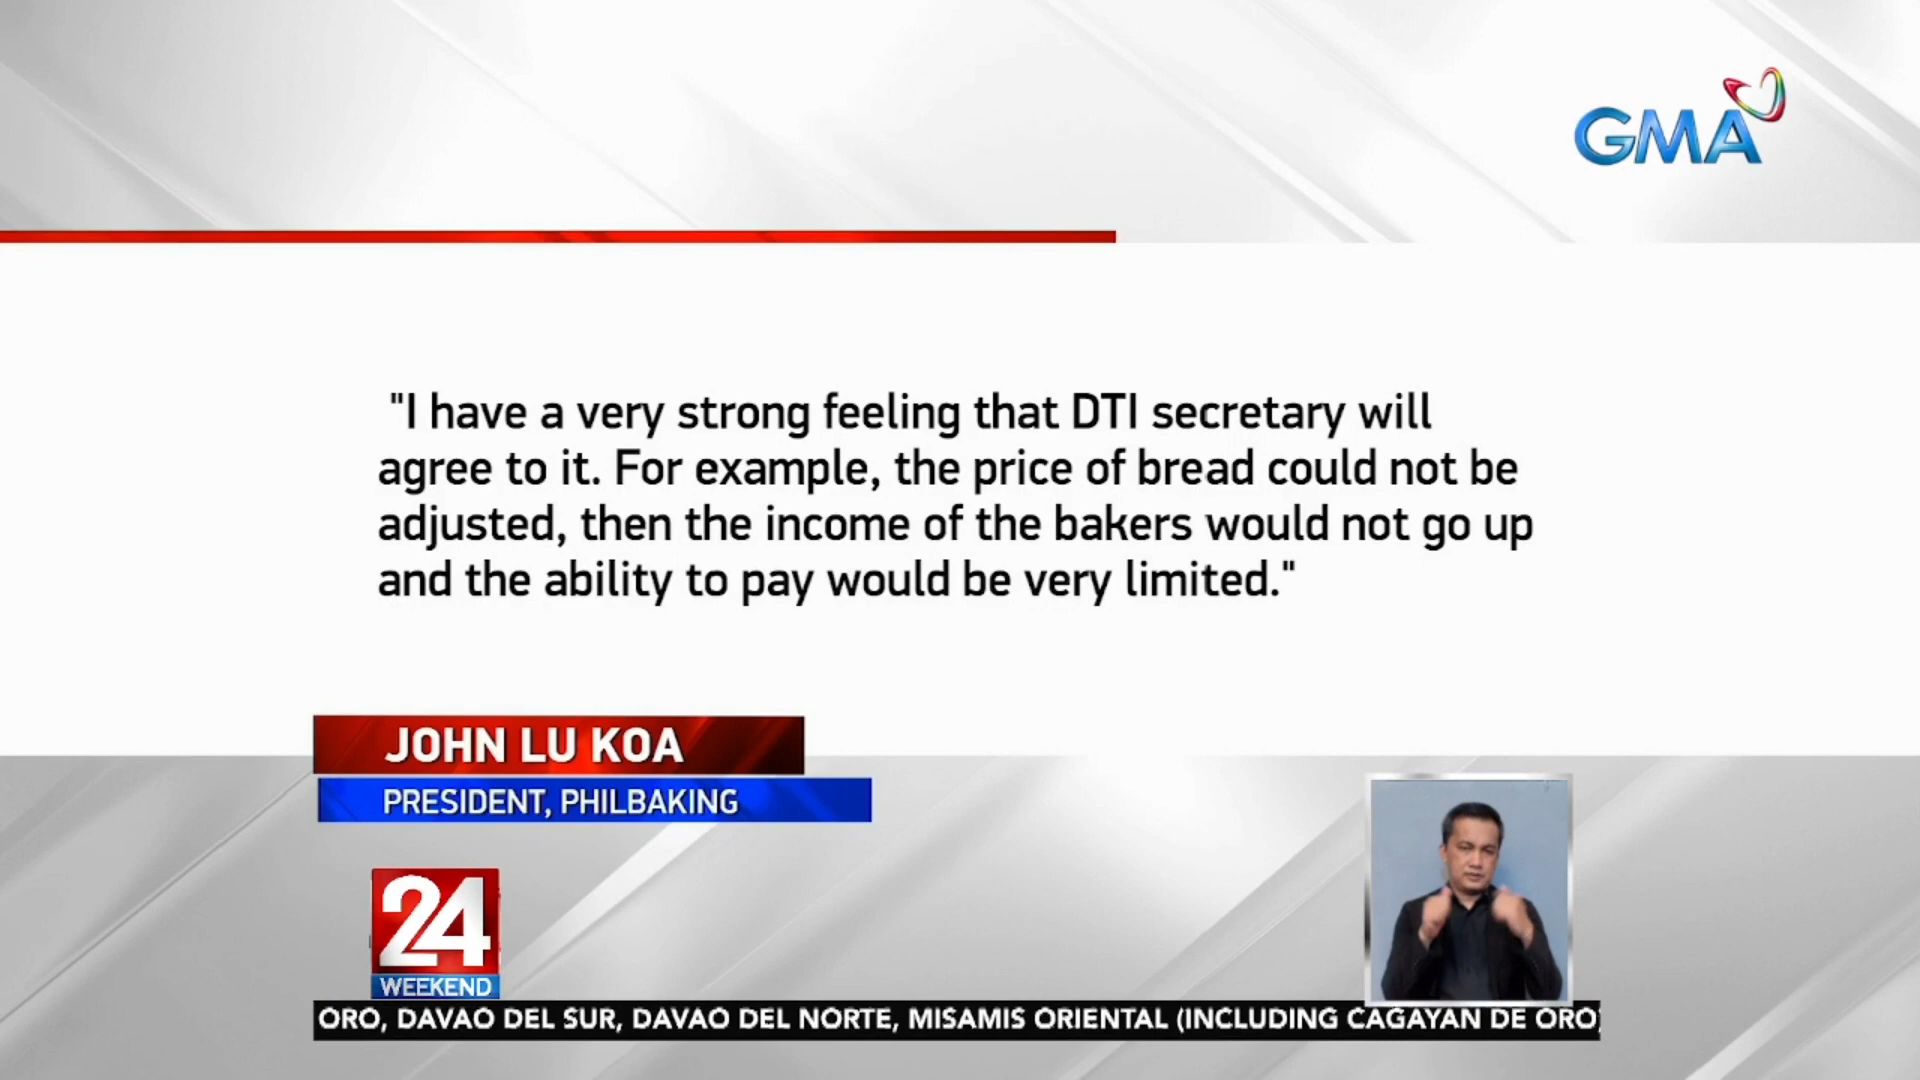 GMA
"I have a very strong feeling that DTI secretary will
agree to it. For example, the price of bread could not be
adjusted, then the income of the bakers would not go up
and the ability to pay would be very limited."
JOHN LU KOA
PRESIDENT, PHILBAKING
24
WEEKEND
ORO, DAVAO DEL SUR, DAVAO DEL NORTE, MISAMIS ORIENTAL (INCLUDING CAGAYAN DE ORO)